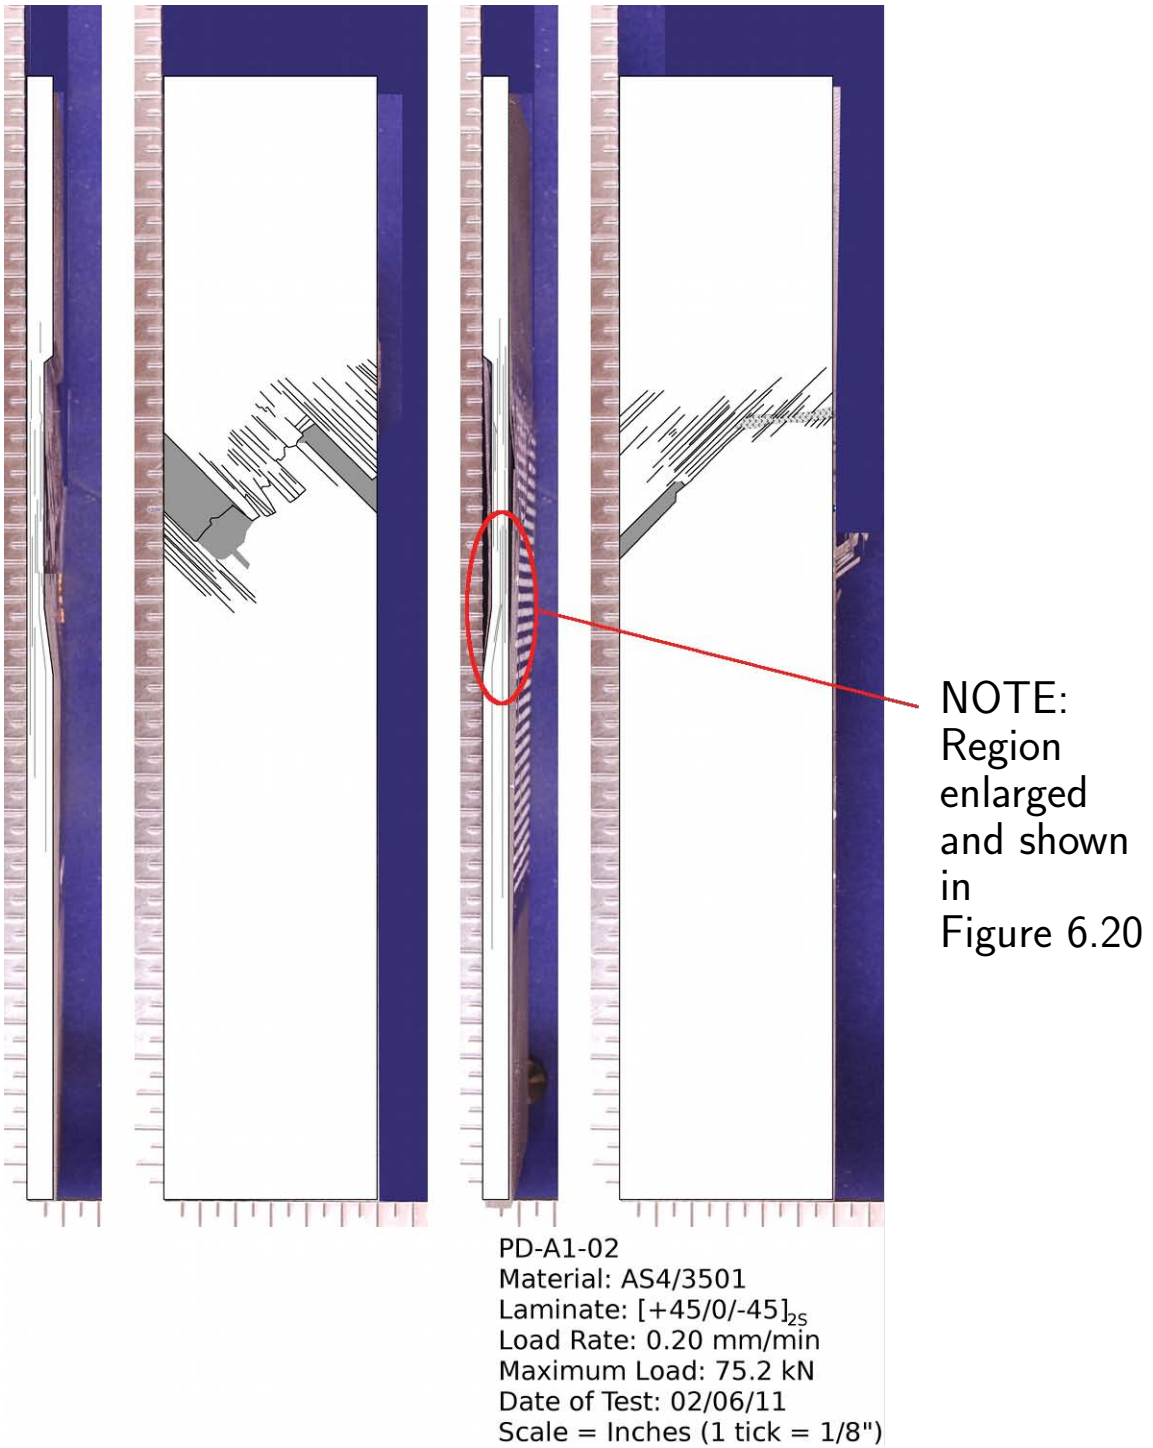 NOTE:
Region
enlarged
and shown
in
Figure 6.20
PD-A1-02
Material: AS4/3501
Laminate: [+45/0/-45]2S
Load Rate: 0.20 mm/min
Maximum Load: 75.2 kN
Date of Test: 02/06/11
Scale = Inches (1 tick = 1/8")